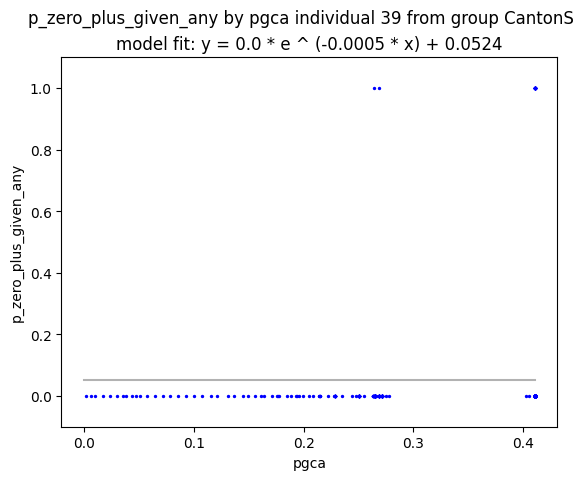 p_zero_plus_given_any by pgca individual 39 from group CantonS
model fit: y = 0.0 * e ^ (-0.0005 * x) + 0.0524
1.0
0.8
0.6
0.4
0.2
0.0
p_zero_plus_given_any
0.0 0.1 0.2 0.3 0.4
pgca